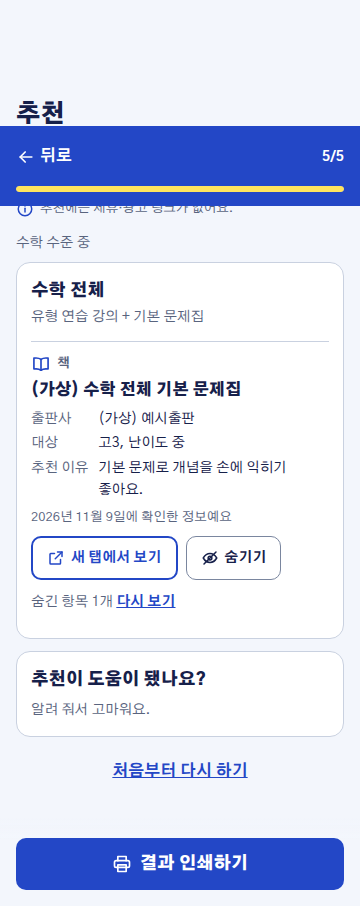 추천
뒤로
5/5
추천에는 제휴·광고 링크가 없어요.
수학 수준 중
수학 전체
유형 연습 강의 + 기본 문제집
책
(가상) 수학 전체 기본 문제집
출판사 (가상) 예시출판
대상 고3, 난이도 중
추천 이유 기본 문제로 개념을 손에 익히기
좋아요.
2026년 11월 9일에 확인한 정보예요
새 탭에서 보기
숨기기
숨긴 항목 1개 다시 보기
추천이 도움이 됐나요?
알려 줘서 고마워요.
처음부터 다시 하기
결과 인쇄하기